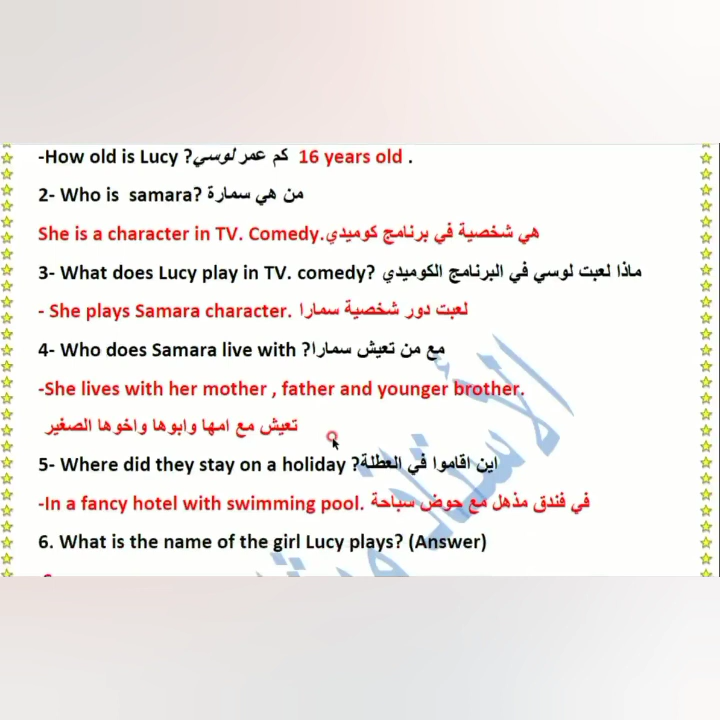 -How old is Lucy ?كم عمر لوسي 16 years old .
2- Who is samara? من هي سمارة
She is a character in TV. Comedy.هي شخصية في برنامج كوميدي
3- What does Lucy play in TV. comedy? ماذا لعبت لوسي في البرنامج الكوميدي
- She plays Samara character. لعبت دور شخصية سمارا
4- Who does Samara live with ?مع من تعيش سمارا
-She lives with her mother , father and younger brother.
تعيش مع امها وابوها واخوها الصغير
5- Where did they stay on a holiday ?اين اقاموا في العطلة
-In a fancy hotel with swimming pool. في فندق مذهل مع حوض سباحة
6. What is the name of the girl Lucy plays? (Answer)
الأستاذ